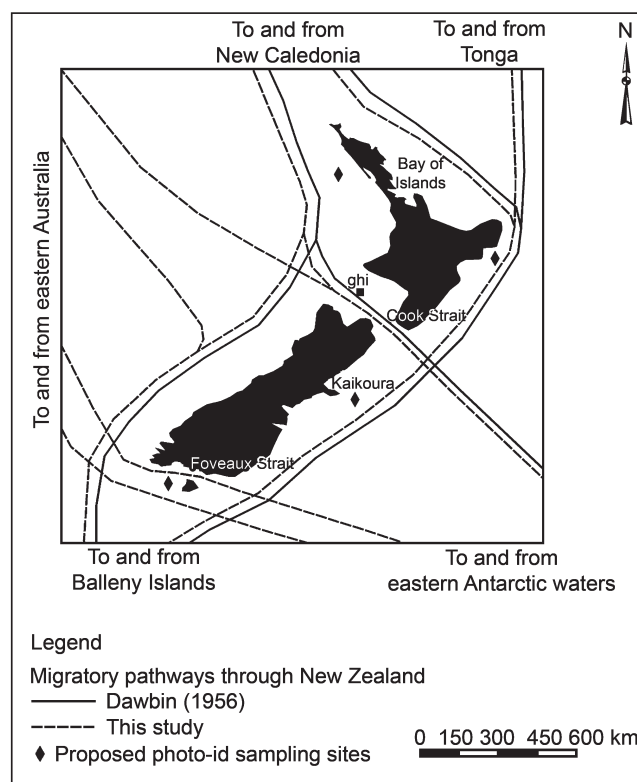 To and from
New Caledonia
To and from
Tonga
N
To and from eastern Australia
Bay of
Islands
ghi
Cook Strait
Kaikoura
Foveaux Strait
To and from
Balleny Islands
To and from
eastern Antarctic waters
Legend
Migratory pathways through New Zealand
Dawbin (1956)
This study
Proposed photo-id sampling sites
0 150 300 450 600 km